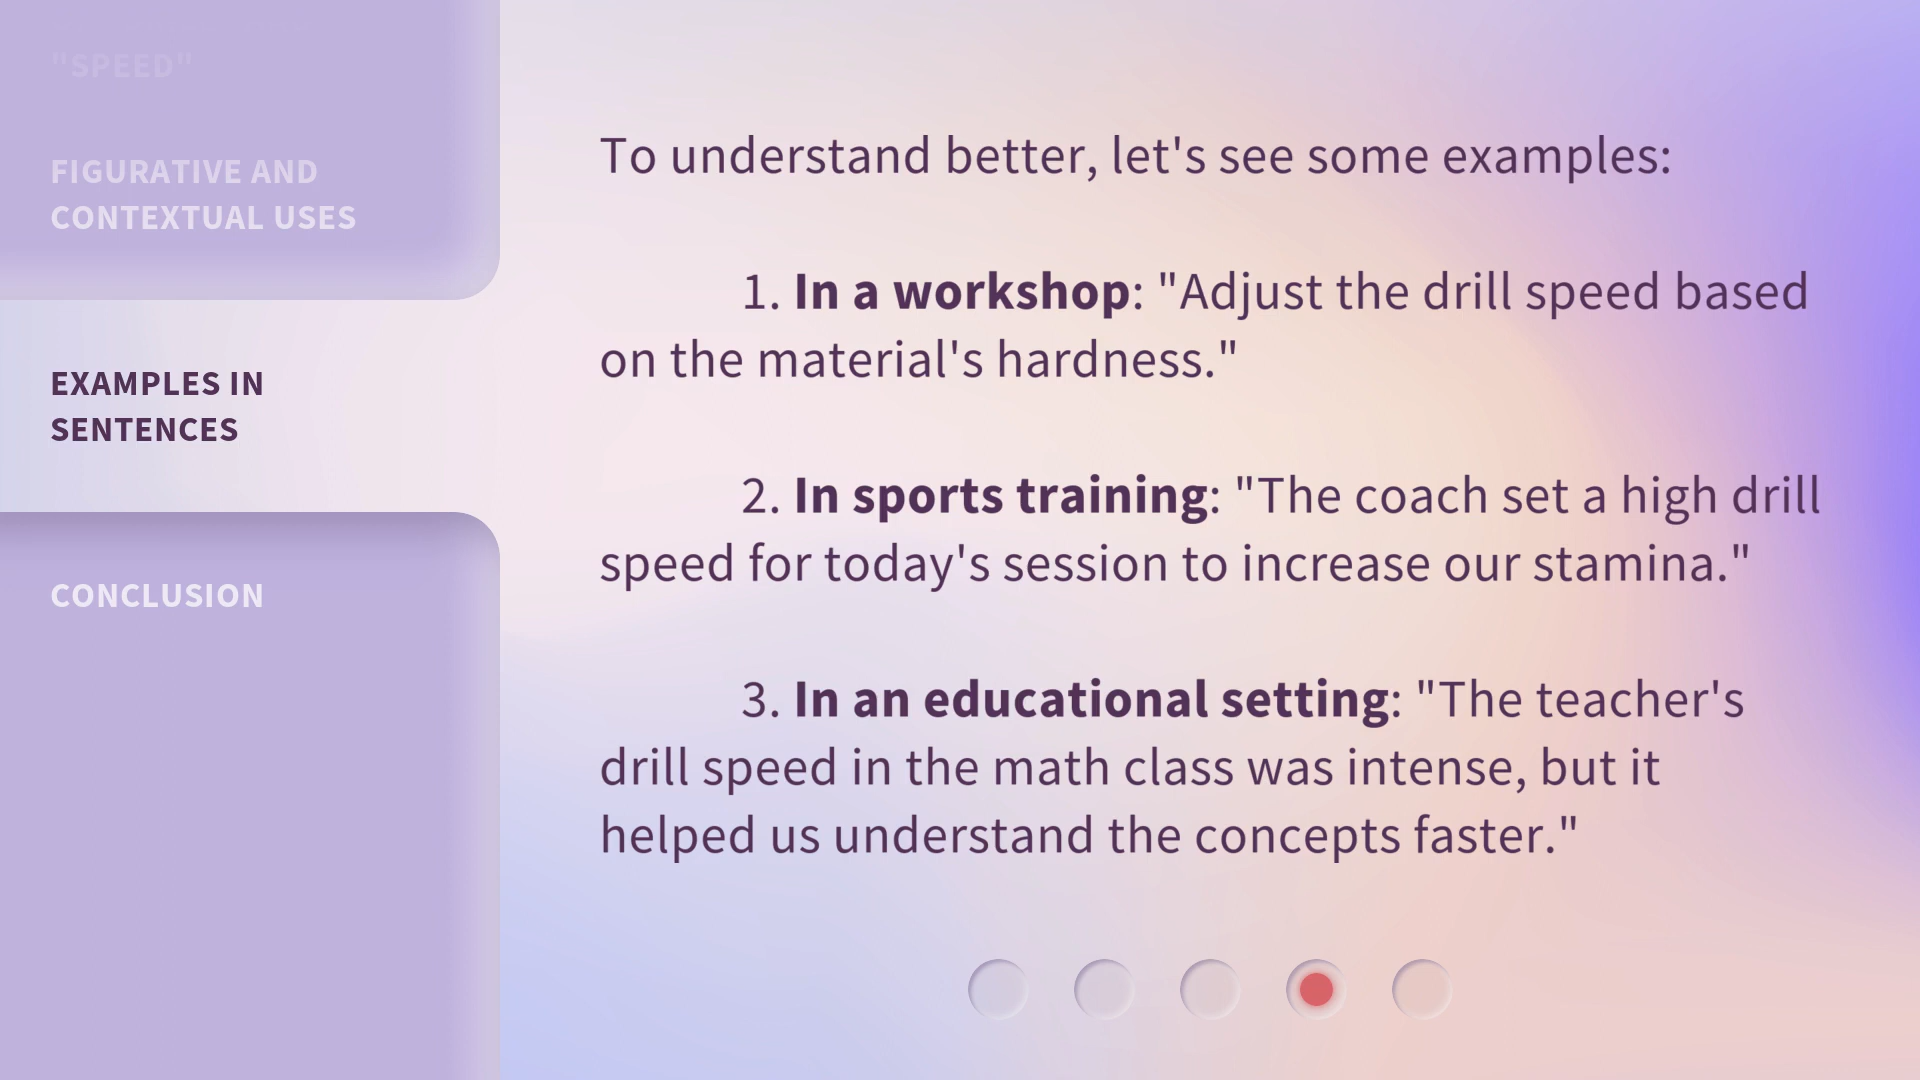 "SPEED"
FIGURATIVE AND
CONTEXTUAL USES
EXAMPLES IN
SENTENCES
CONCLUSION
To understand better, let's see some examples:
1. In a workshop: "Adjust the drill speed based
on the material's hardness."
2. In sports training: "The coach set a high drill
speed for today's session to increase our stamina."
3. In an educational setting: "The teacher's
drill speed in the math class was intense, but it
helped us understand the concepts faster."